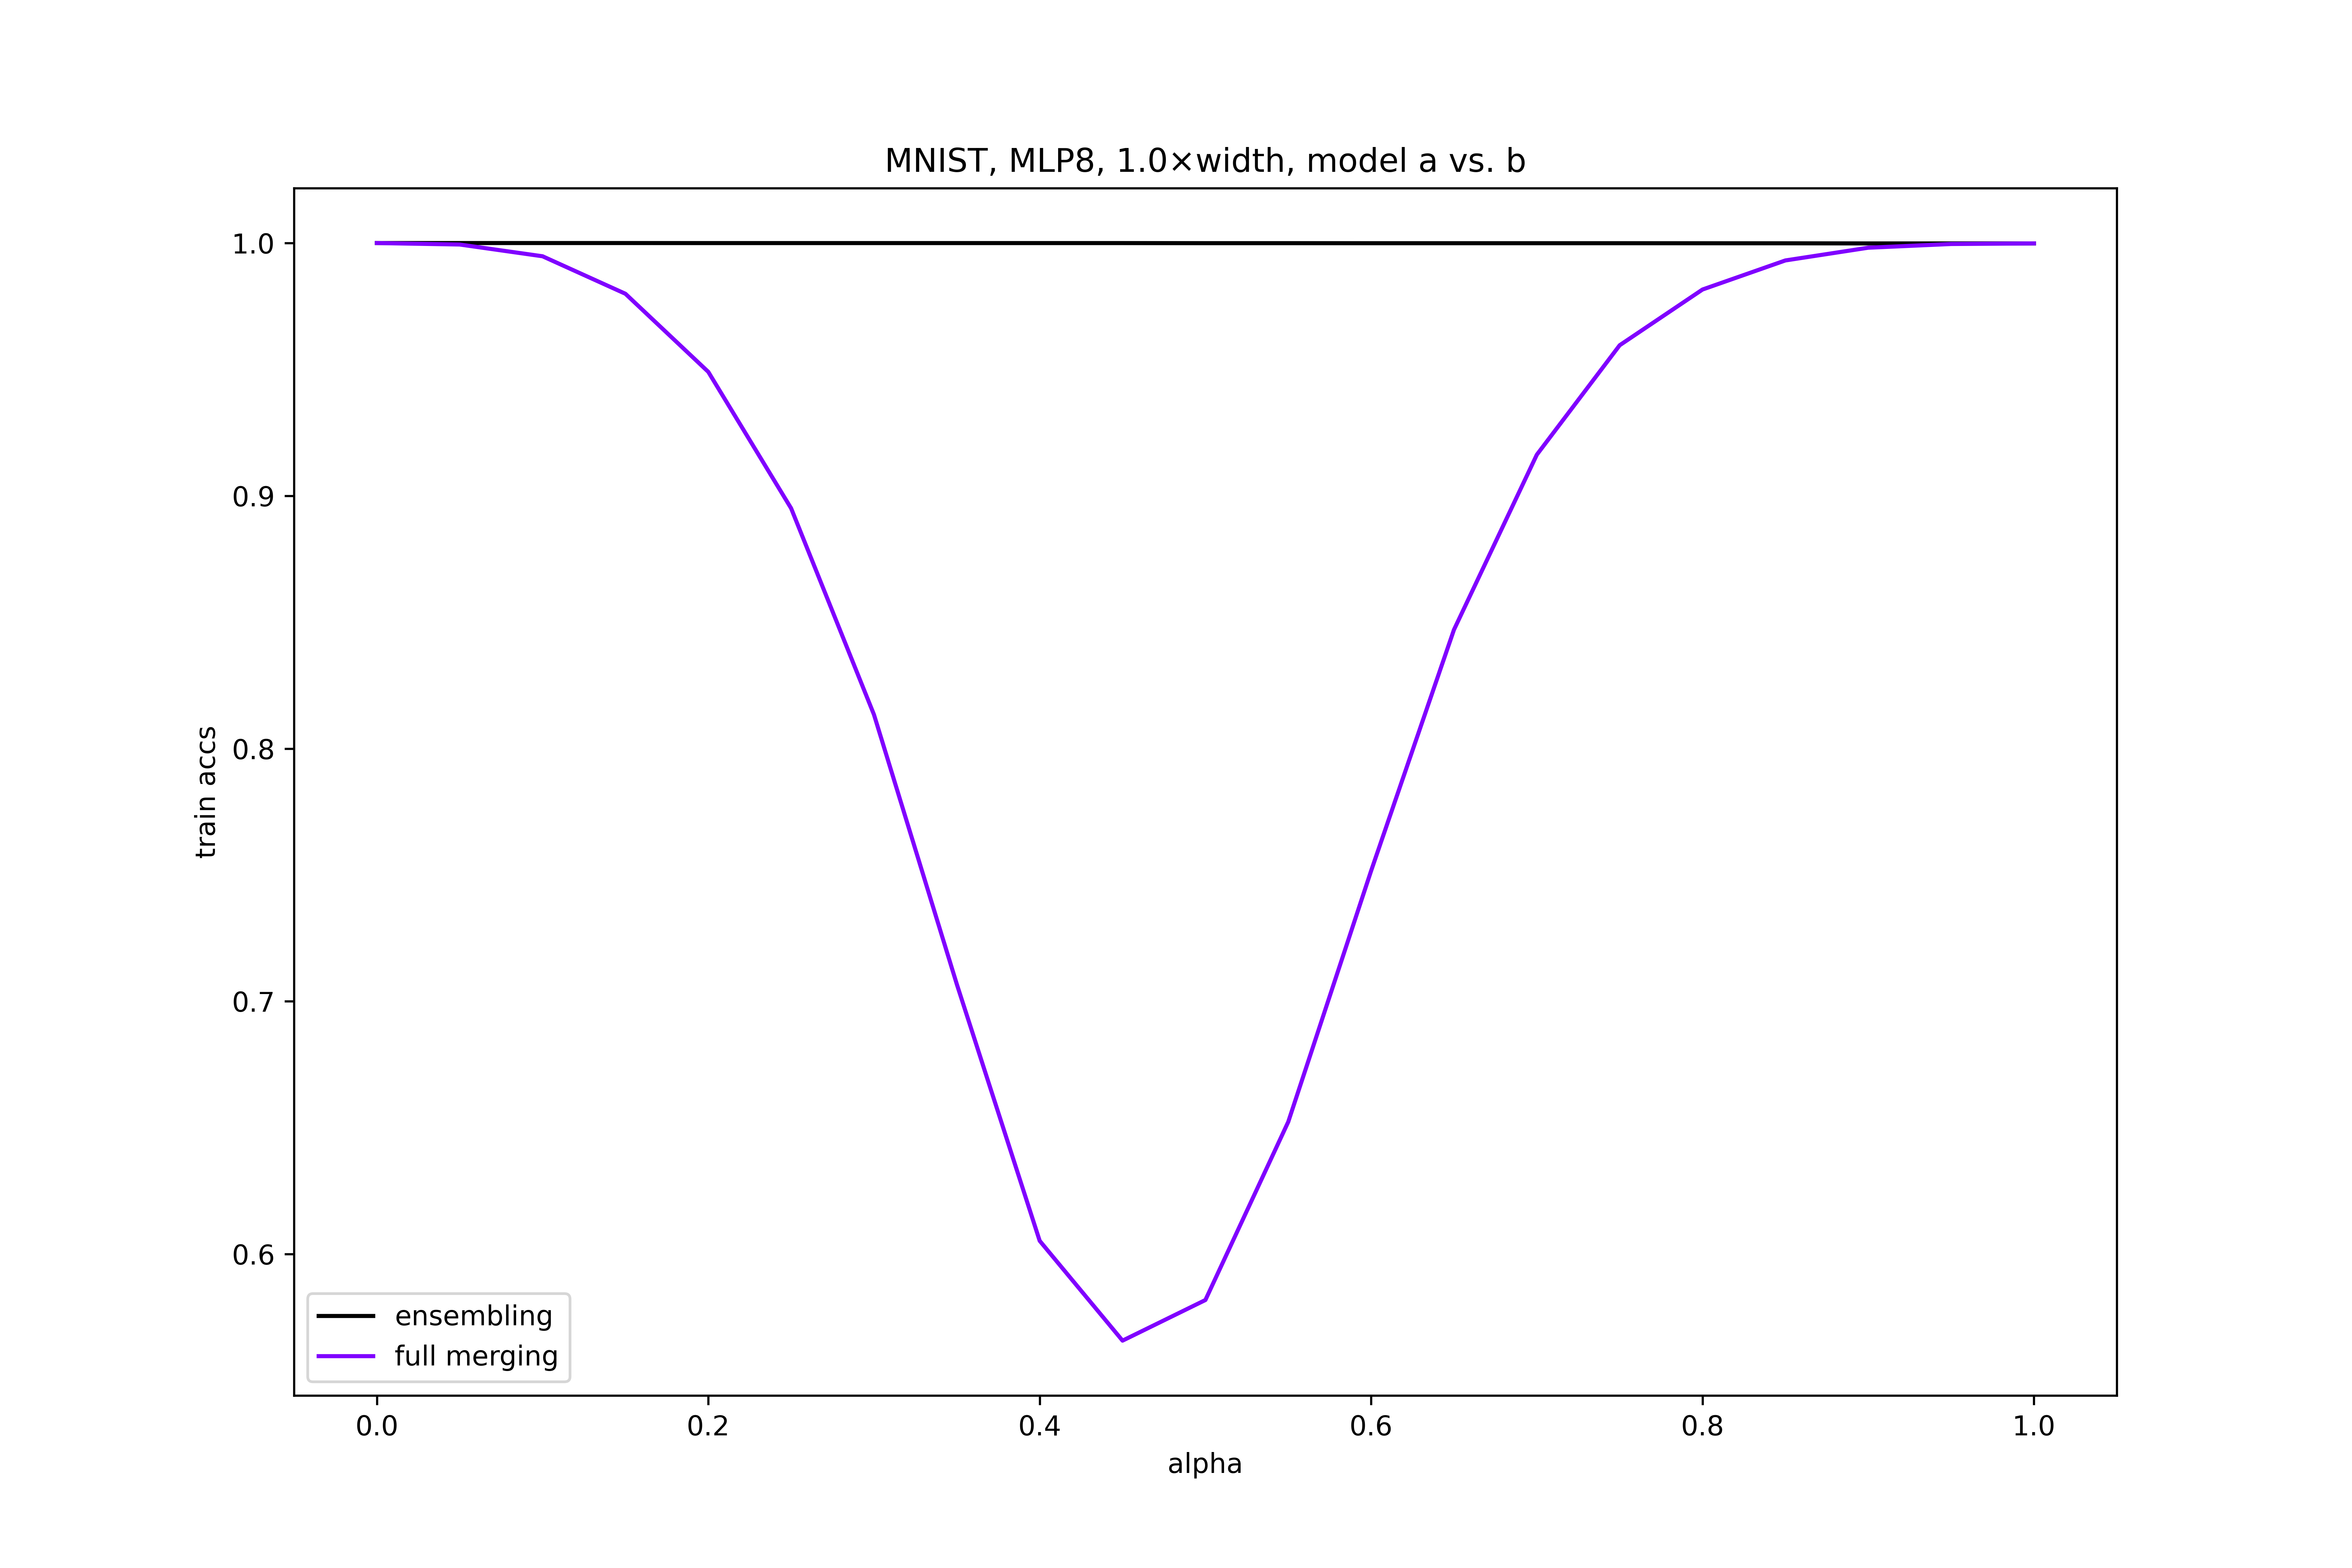 MNIST, MLP8, 1.0×width, model a vs. b
1.0
0.9
0.8
0.7
0.6
train accs
ensembling
full merging
0.0 0.2 0.4 0.6 0.8 1.0
alpha